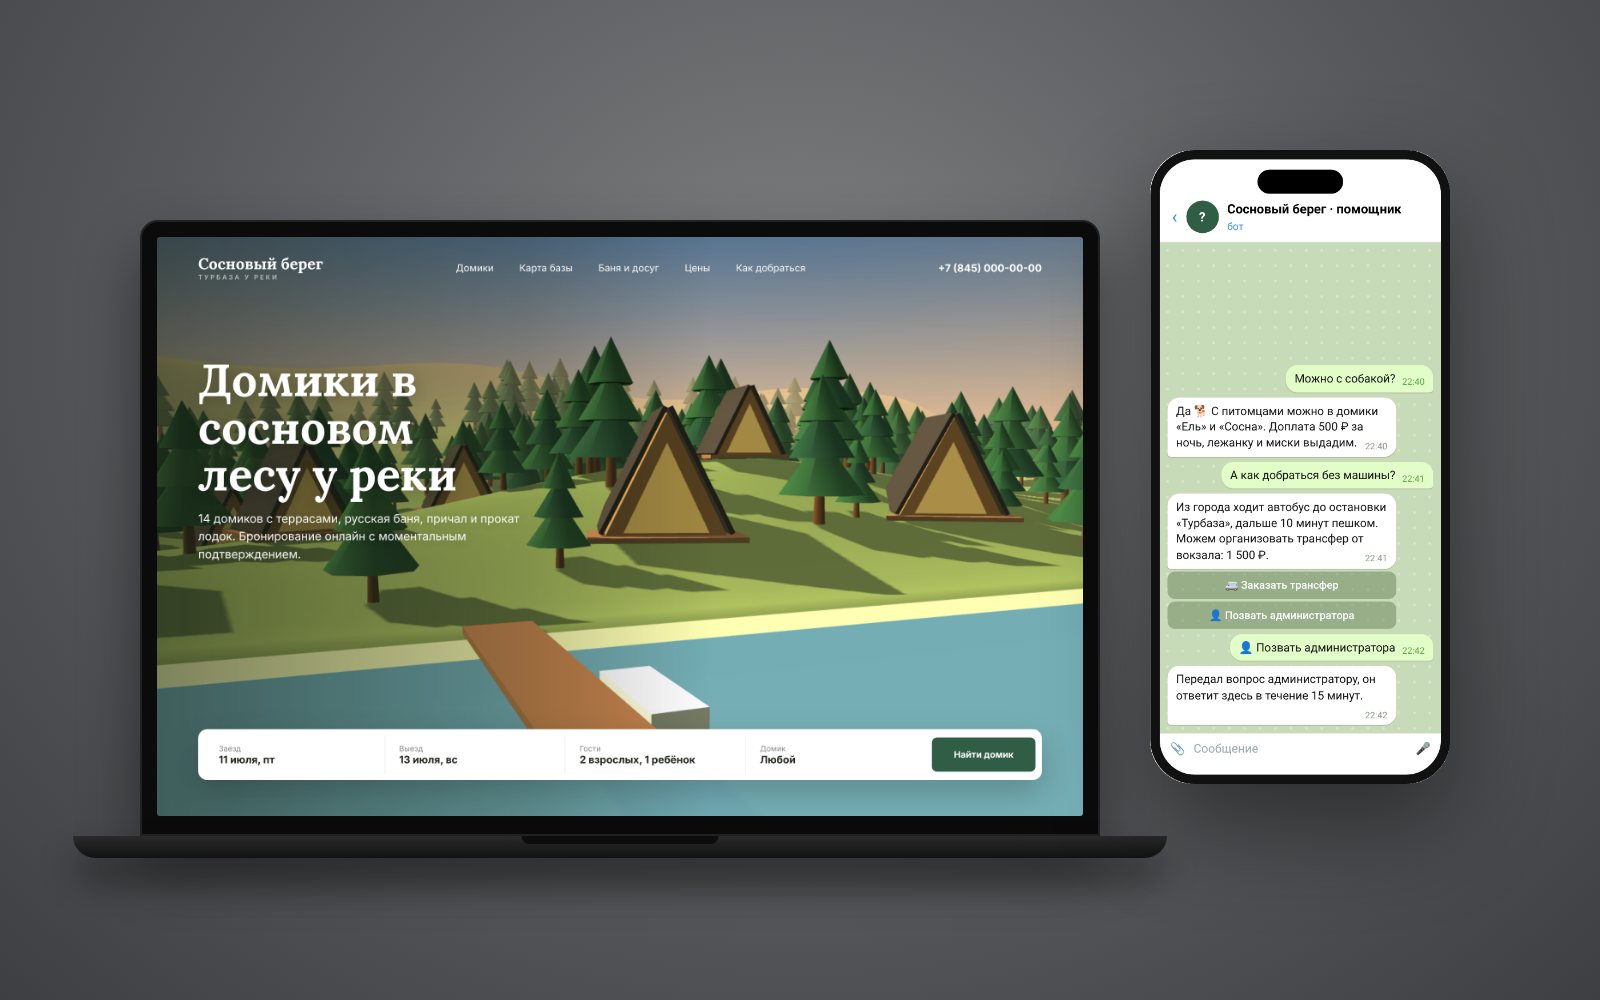 Сосновый берег
ТУРБАЗА У РЕКИ
Домики
Карта базы
Баня и досуг
Цены
Как добраться
+7 (845) 000-00-00
Домики в
сосновом
лесу у реки
14 домиков с террасами, русская баня, причал и прокат
лодок. Бронирование онлайн с моментальным
подтверждением.
Заезд
11 июля, пт
Выезд
13 июля, вс
Гости
2 взрослых, 1 ребёнок
Домик
Любой
Найти домик
‹
?
Сосновый берег · помощник
бот
Можно с собакой? 22:40
Да 🐕 С питомцами можно в домики
«Ель» и «Сосна». Доплата 500 ₽ за
ночь, лежанку и миски выдадим. 22:40
А как добраться без машины? 22:41
Из города ходит автобус до остановки
«Турбаза», дальше 10 минут пешком.
Можем организовать трансфер от
вокзала: 1 500 ₽. 22:41
🚐 Заказать трансфер
👤 Позвать администратора
👤 Позвать администратора 22:42
Передал вопрос администратору, он
ответит здесь в течение 15 минут.
22:42
📎 Сообщение 🎤